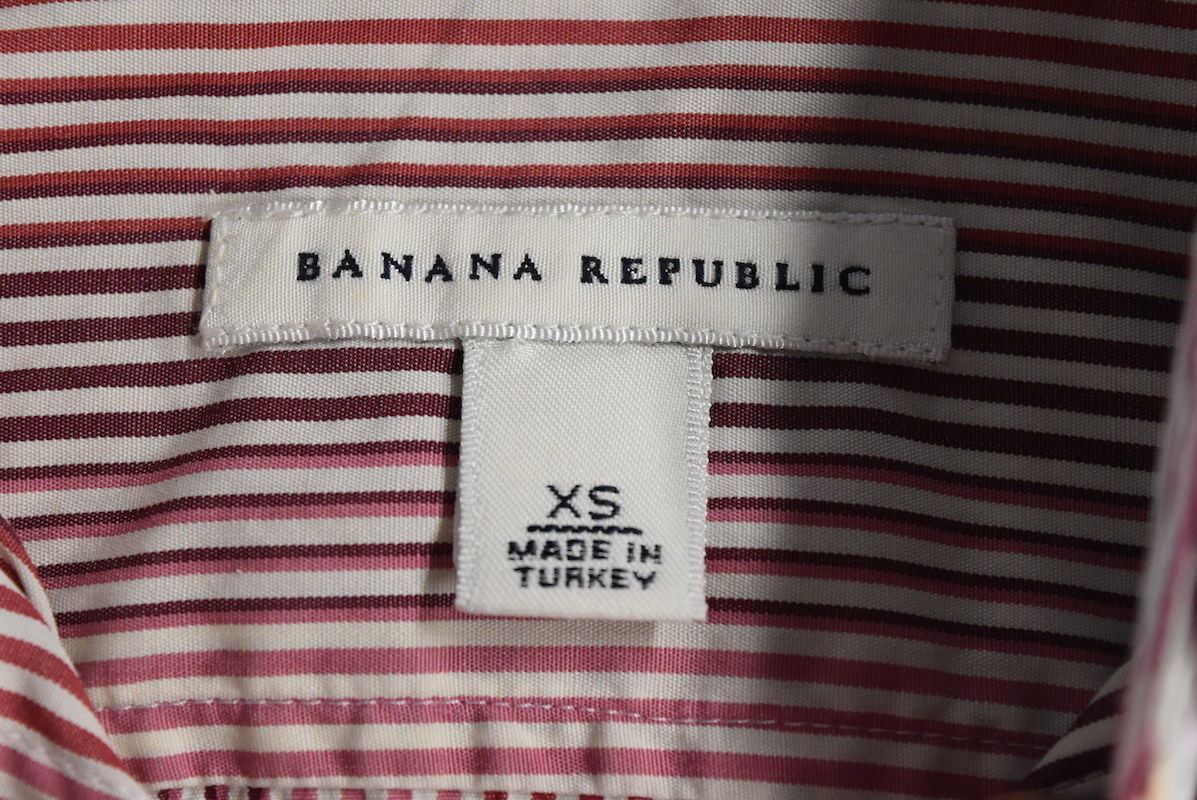 BANANA REPUBLIC
XS
MADE IN
TURKEY